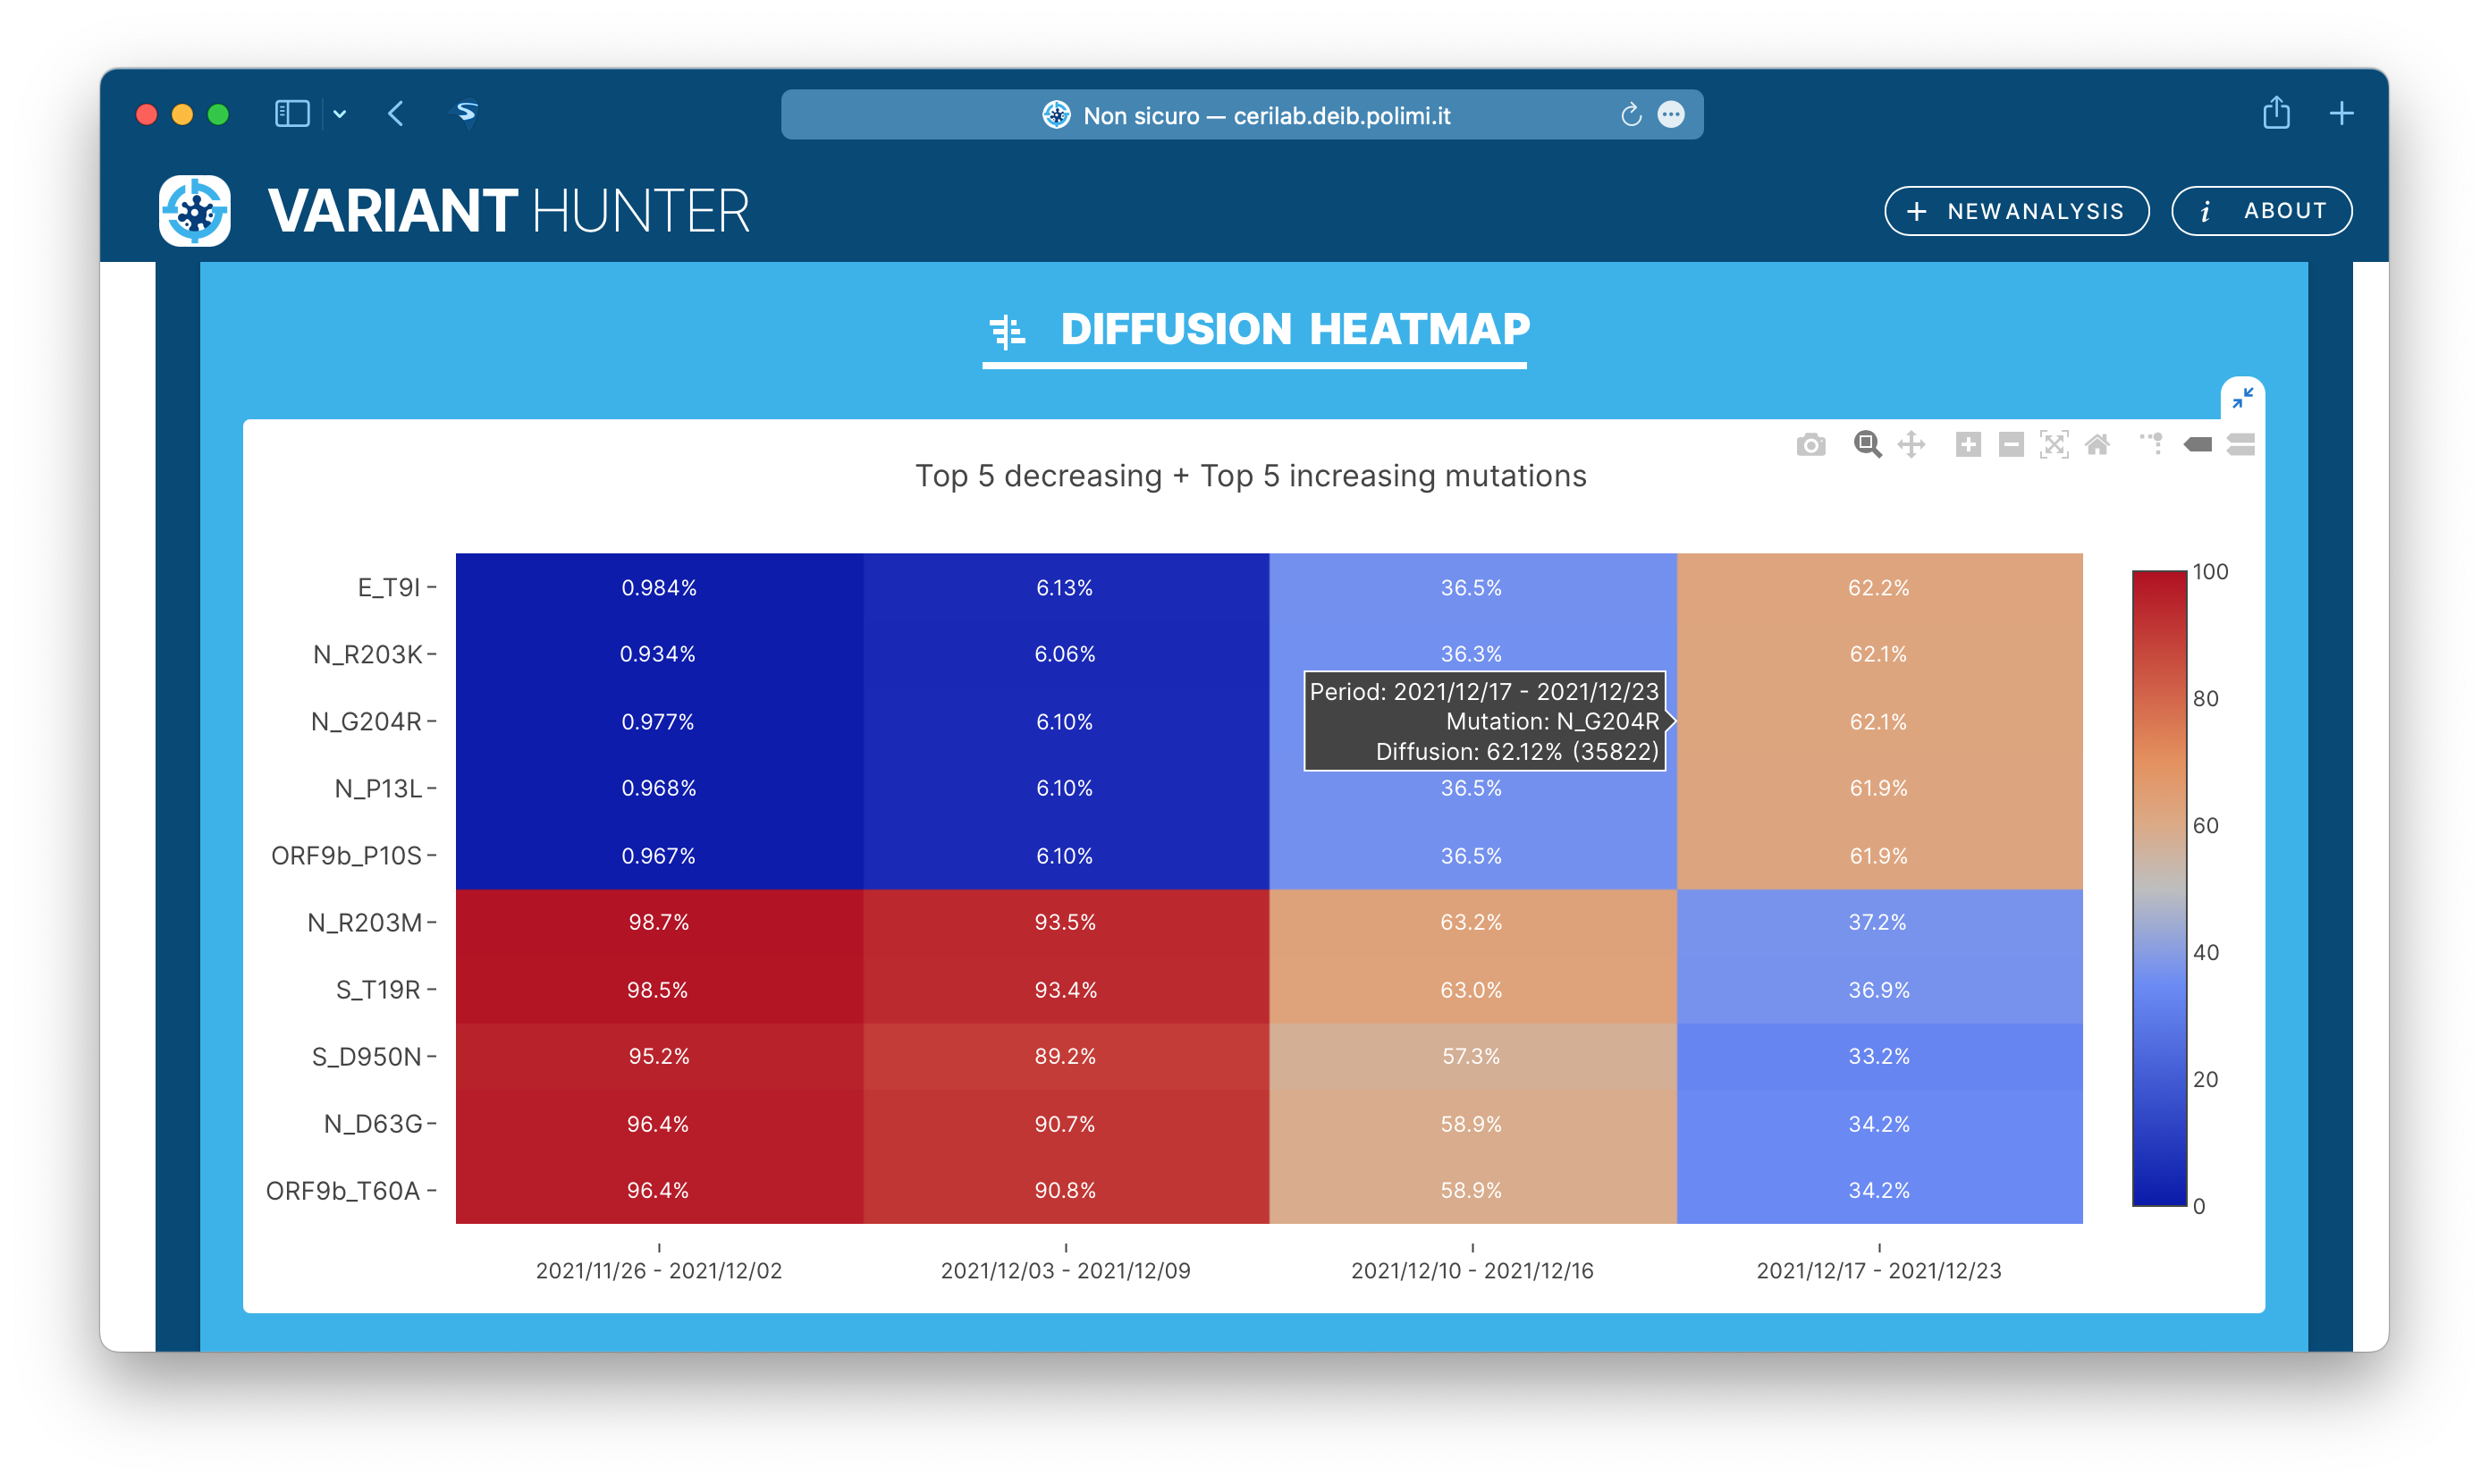 Non sicuro — cerilab.deib.polimi.it
VARIANT HUNTER
+ NEW ANALYSIS
i ABOUT
DIFFUSION HEATMAP
Top 5 decreasing + Top 5 increasing mutations
E_T9I 0.984% 6.13% 36.5% 62.2%
N_R203K 0.934% 6.06% 36.3% 62.1%
Period: 2021/12/17 - 2021/12/23
N_G204R 0.977% 6.10% Mutation: N_G204R 62.1%
Diffusion: 62.12% (35822)
N_P13L 0.968% 6.10% 36.5% 61.9%
ORF9b_P10S 0.967% 6.10% 36.5% 61.9%
N_R203M 98.7% 93.5% 63.2% 37.2%
S_T19R 98.5% 93.4% 63.0% 36.9%
S_D950N 95.2% 89.2% 57.3% 33.2%
N_D63G 96.4% 90.7% 58.9% 34.2%
ORF9b_T60A 96.4% 90.8% 58.9% 34.2%
2021/11/26 - 2021/12/02 2021/12/03 - 2021/12/09 2021/12/10 - 2021/12/16 2021/12/17 - 2021/12/23
100
80
60
40
20
0